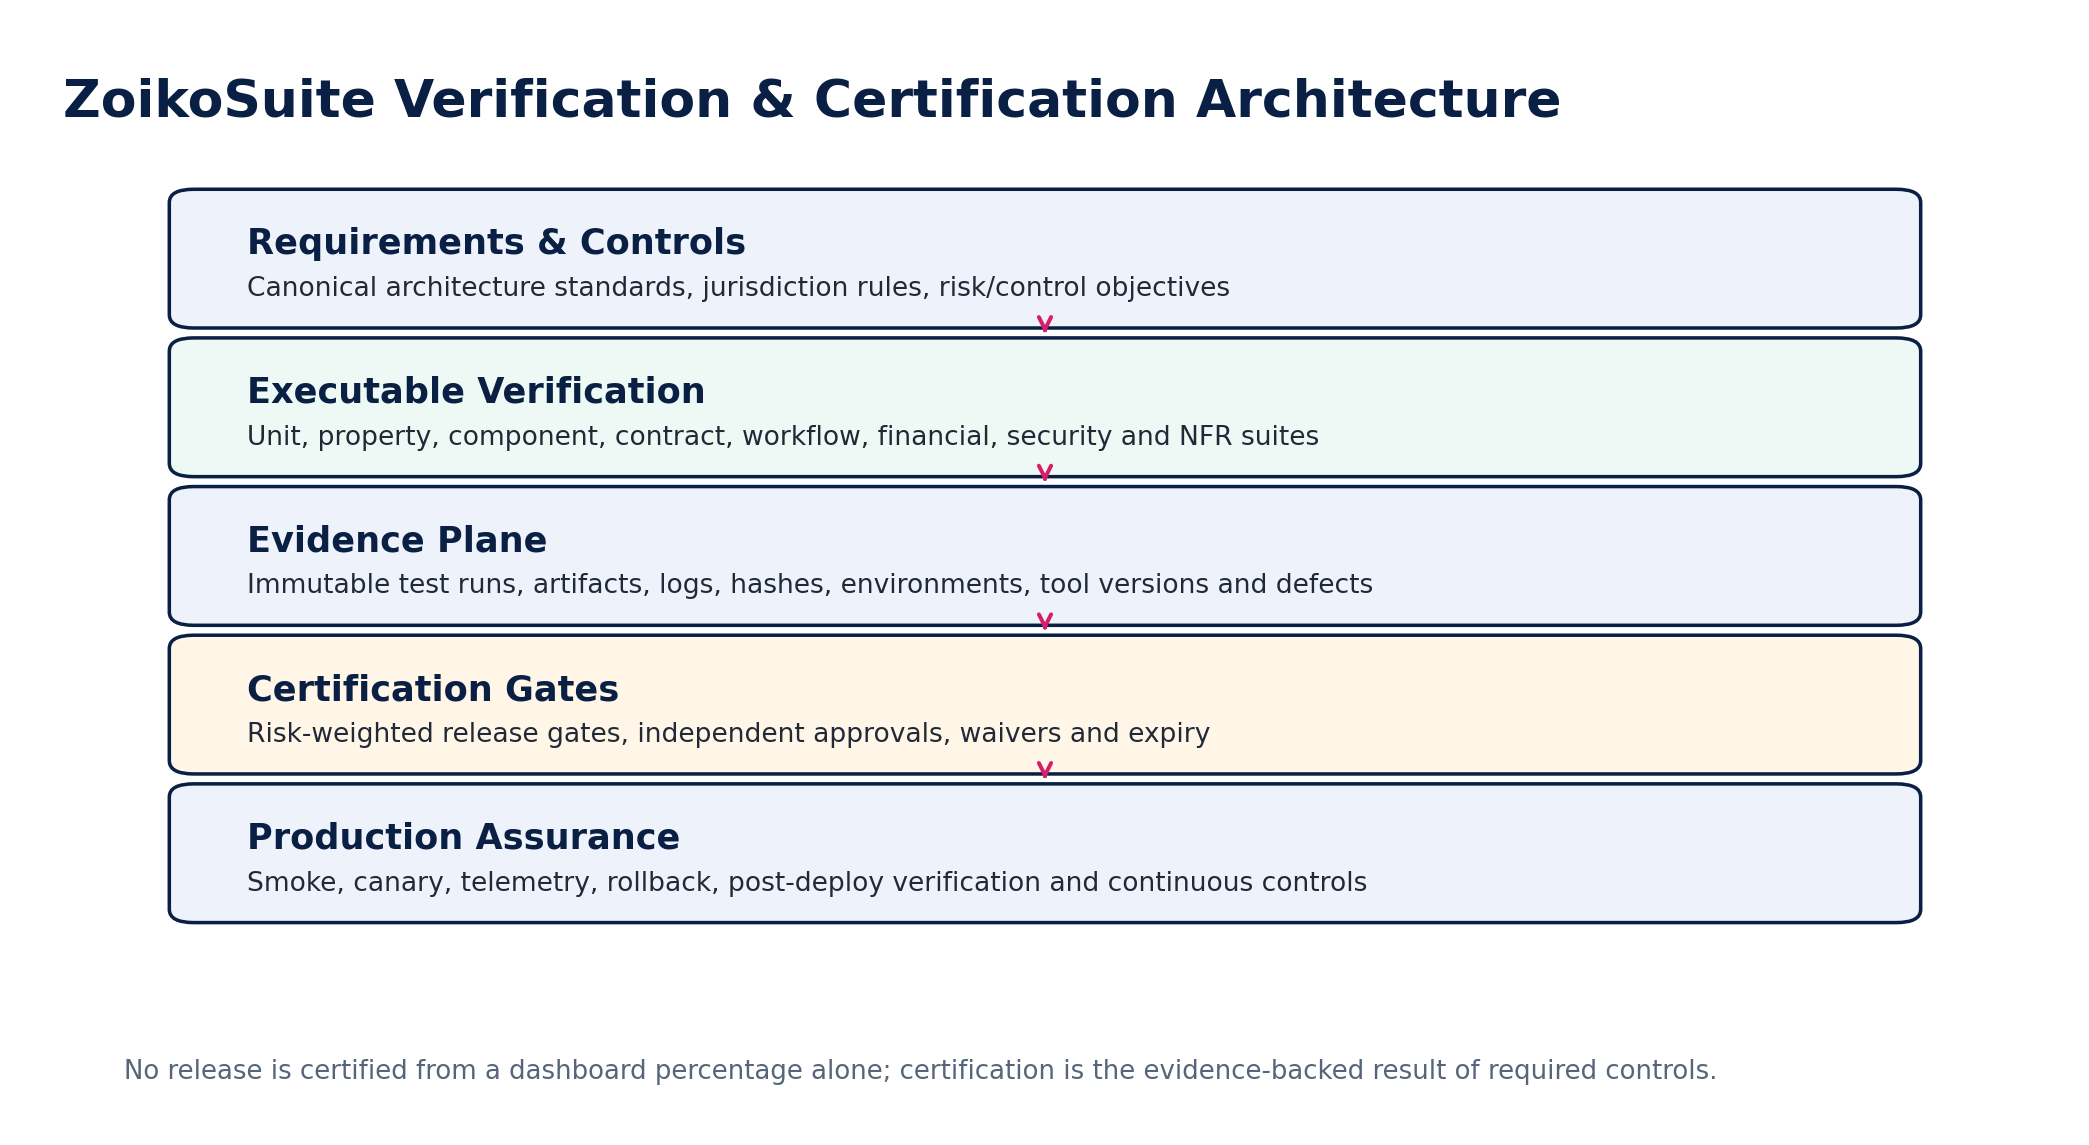 ZoikoSuite Verification & Certification Architecture
Requirements & Controls
Canonical architecture standards, jurisdiction rules, risk/control objectives
Executable Verification
Unit, property, component, contract, workflow, financial, security and NFR suites
Evidence Plane
Immutable test runs, artifacts, logs, hashes, environments, tool versions and defects
Certification Gates
Risk-weighted release gates, independent approvals, waivers and expiry
Production Assurance
Smoke, canary, telemetry, rollback, post-deploy verification and continuous controls
No release is certified from a dashboard percentage alone; certification is the evidence-backed result of required controls.